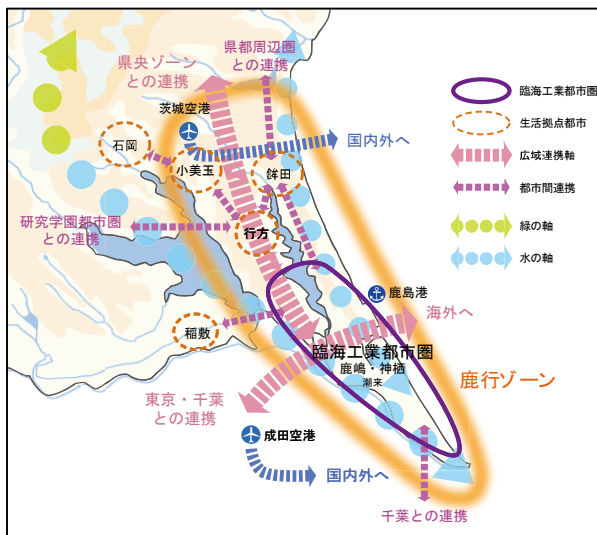 県都周辺圏
との連携
県央ゾーン
との連携
茨城空港
石岡
国内外へ
小美玉
鉾田
研究学園都市圏
との連携
行方
鹿島港
海外へ
稲敷
臨海工業都市圏
鹿嶋・神栖
潮来
鹿行ゾーン
東京・千葉
との連携
成田空港
国内外へ
千葉との連携
臨海工業都市圏
生活拠点都市
広域連携軸
都市間連携
緑の軸
水の軸